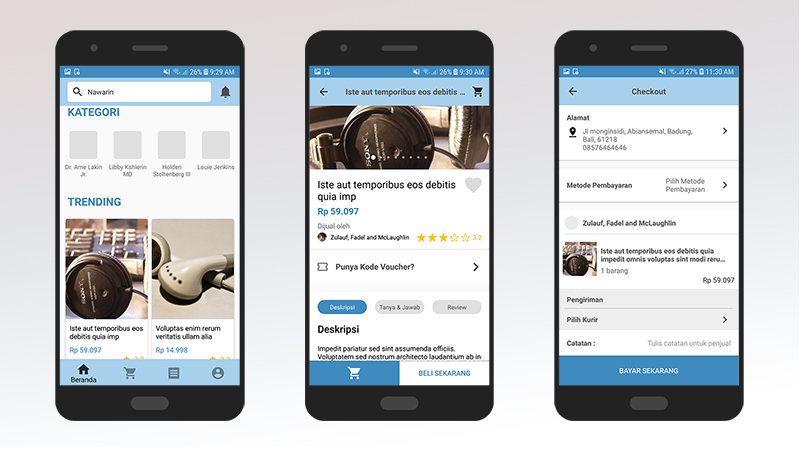 26% 9:29 AM
Nawarin
KATEGORI
Dr. Arne Lakin
Jr.
Libby Kshlerin
MD
Holden
Stoltenberg III
Louie Jenkins
TRENDING
Iste aut temporibus eos
debitis quia imp
Rp 59.097
Voluptas enim rerum
veritatis ullam alia
Rp 14.998
Beranda
26% 9:30 AM
Iste aut temporibus eos debitis ...
SONY
Iste aut temporibus eos debitis
quia imp
Rp 59.097
Dijual oleh
Zulauf, Fadel and McLaughlin
3.2
Punya Kode Voucher?
Deskripsi
Tanya & Jawab
Review
Deskripsi
Impedit pariatur sed sint assumenda officiis.
Voluptatem sed nostrum architecto laudantium ab in
BELI SEKARANG
27% 11:30 AM
Checkout
Alamat
Jl monginsidi, Abiansemal, Badung,
Bali, 61218
08576464646
Metode Pembayaran
Pilih Metode
Pembayaran
Zulauf, Fadel and McLaughlin
Iste aut temporibus eos debitis quia
impedit omnis voluptas sint modi reru...
1 barang
Rp 59.097
Pengiriman
Pilih Kurir
Catatan :
Tulis catatan untuk penjual
BAYAR SEKARANG